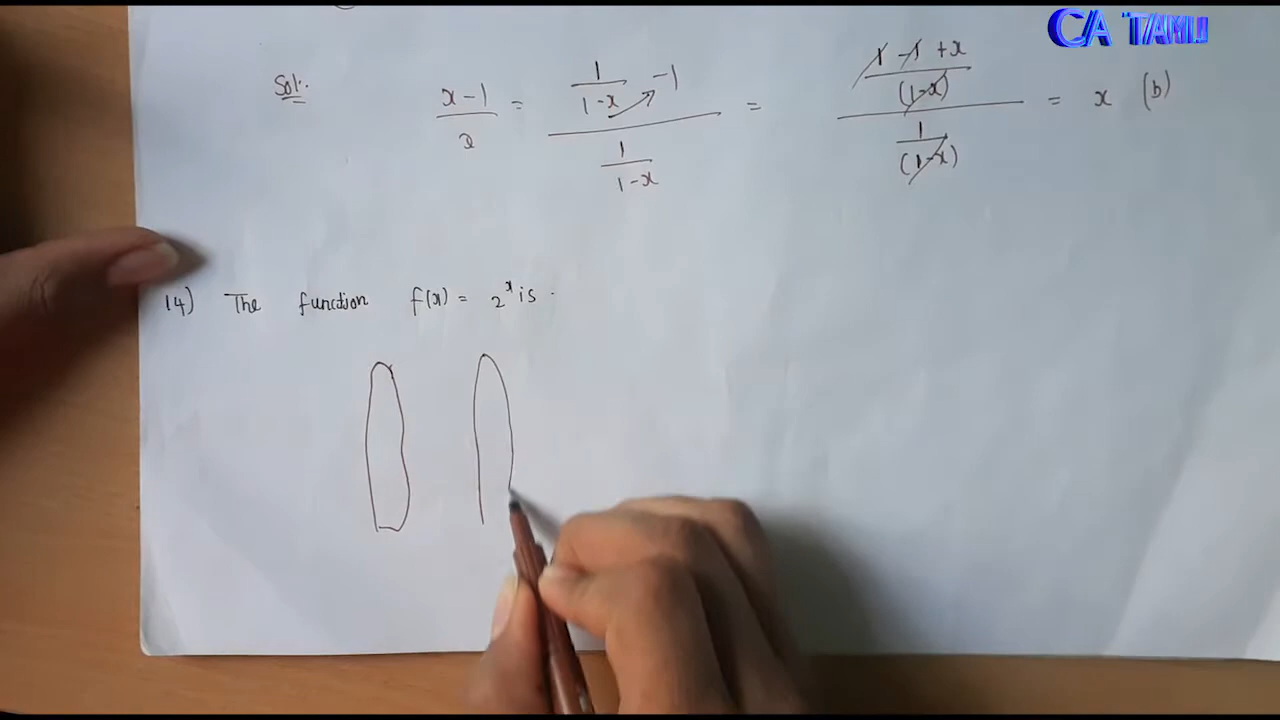 CA TAMIL
Sol:
x-1/x = (1/(1-x) -1)/(1/(1-x)) = ((1-1+x)/(1-x))/(1/(1-x)) = x (b)
14) The function f(x) = 2^x is .